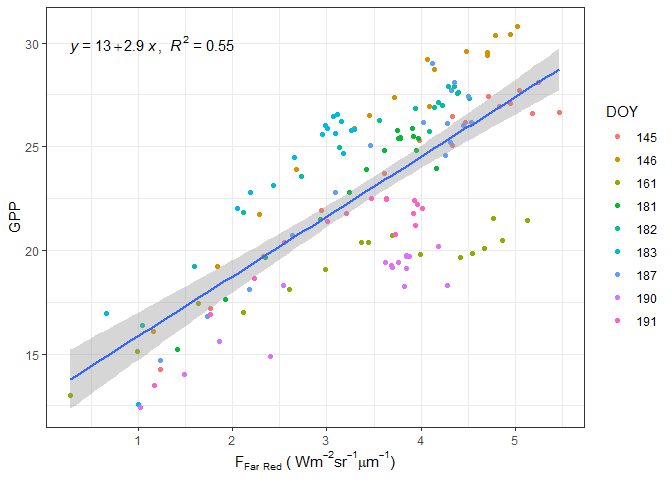 y = 13 + 2.9 x, R² = 0.55
30
25
20
15
GPP
1 2 3 4 5
F_Far Red ( Wm⁻²sr⁻¹μm⁻¹)
DOY
145
146
161
181
182
183
187
190
191